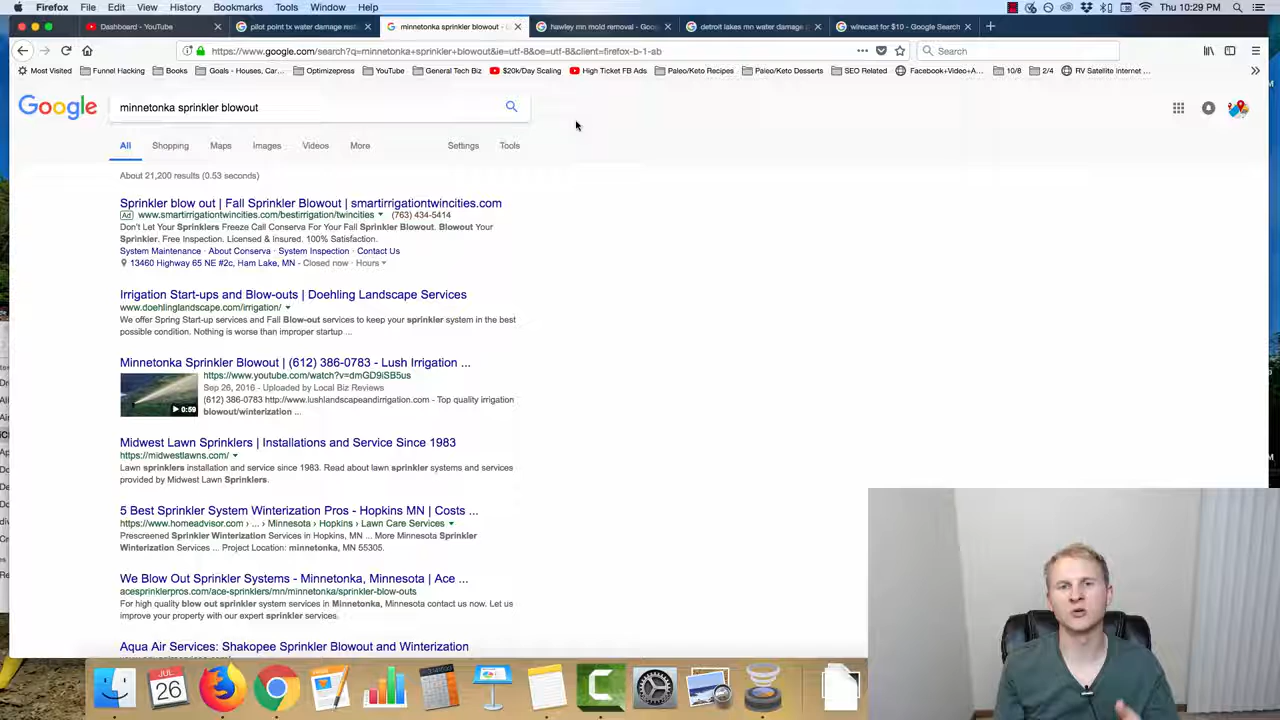 Firefox File Edit View History Bookmarks Tools Window Help Thu 10:29 PM
Dashboard - YouTube
pilot point tx water damage rest
minnetonka sprinkler blowout -
hawley mn mold removal - Goog
detroit lakes mn water damage
wirecast for $10 - Google Search
https://www.google.com/search?q=minnetonka+sprinkler+blowout&ie=utf-8&oe=utf-8&client=firefox-b-1-ab
Search
Most Visited Funnel Hacking Books Goals - Houses, Car... Optimizepress YouTube General Tech Biz $20k/Day Scaling High Ticket FB Ads Paleo/Keto Recipes Paleo/Keto Desserts SEO Related Facebook+Video+A... 10/8 2/4 RV Satellite Internet ...
Google
minnetonka sprinkler blowout
All Shopping Maps Images Videos More Settings Tools
About 21,200 results (0.53 seconds)
Sprinkler blow out | Fall Sprinkler Blowout | smartirrigationtwincities.com
Ad www.smartirrigationtwincities.com/bestirrigation/twincities (763) 434-5414
Don't Let Your Sprinklers Freeze Call Conserva For Your Fall Sprinkler Blowout. Blowout Your
Sprinkler. Free Inspection. Licensed & Insured. 100% Satisfaction.
System Maintenance · About Conserva · System Inspection · Contact Us
13460 Highway 65 NE #2c, Ham Lake, MN - Closed now · Hours
Irrigation Start-ups and Blow-outs | Doehling Landscape Services
www.doehlinglandscape.com/irrigation/
We offer Spring Start-up services and Fall Blow-out services to keep your sprinkler system in the best
possible condition. Nothing is worse than improper startup ...
Minnetonka Sprinkler Blowout | (612) 386-0783 - Lush Irrigation ...
https://www.youtube.com/watch?v=dmGD9iSB5us
Sep 26, 2016 - Uploaded by Local Biz Reviews
(612) 386-0783 http://www.lushlandscapeandirrigation.com - Top quality irrigation
blowout/winterization ...
0:59
Midwest Lawn Sprinklers | Installations and Service Since 1983
https://midwestlawns.com/
Lawn sprinklers installation and service since 1983. Read about lawn sprinkler systems and services
provided by Midwest Lawn Sprinklers.
5 Best Sprinkler System Winterization Pros - Hopkins MN | Costs ...
https://www.homeadvisor.com › ... › Minnesota › Hopkins › Lawn Care Services
Prescreened Sprinkler Winterization Services in Hopkins, MN ... More Minnesota Sprinkler
Winterization Services ... Project Location: minnetonka, MN 55305.
We Blow Out Sprinkler Systems - Minnetonka, Minnesota | Ace ...
acesprinklerpros.com/ace-sprinklers/mn/minnetonka/sprinkler-blow-outs
For high quality blow out sprinkler system services in Minnetonka, Minnesota contact us now. Let us
improve your property with our expert sprinkler services.
Aqua Air Services: Shakopee Sprinkler Blowout and Winterization
JUL
26